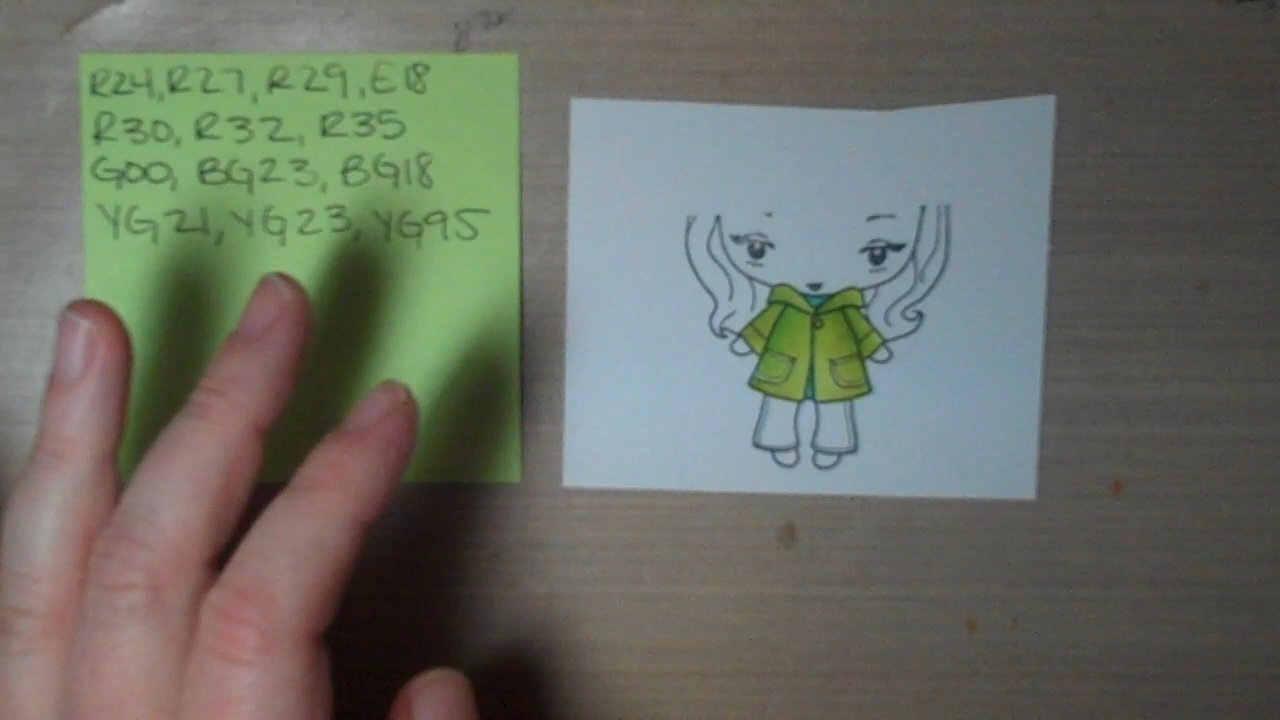 R24, R27, R29, E18
R30, R32, R35
G00, BG23, BG18
YG21, YG23, YG95